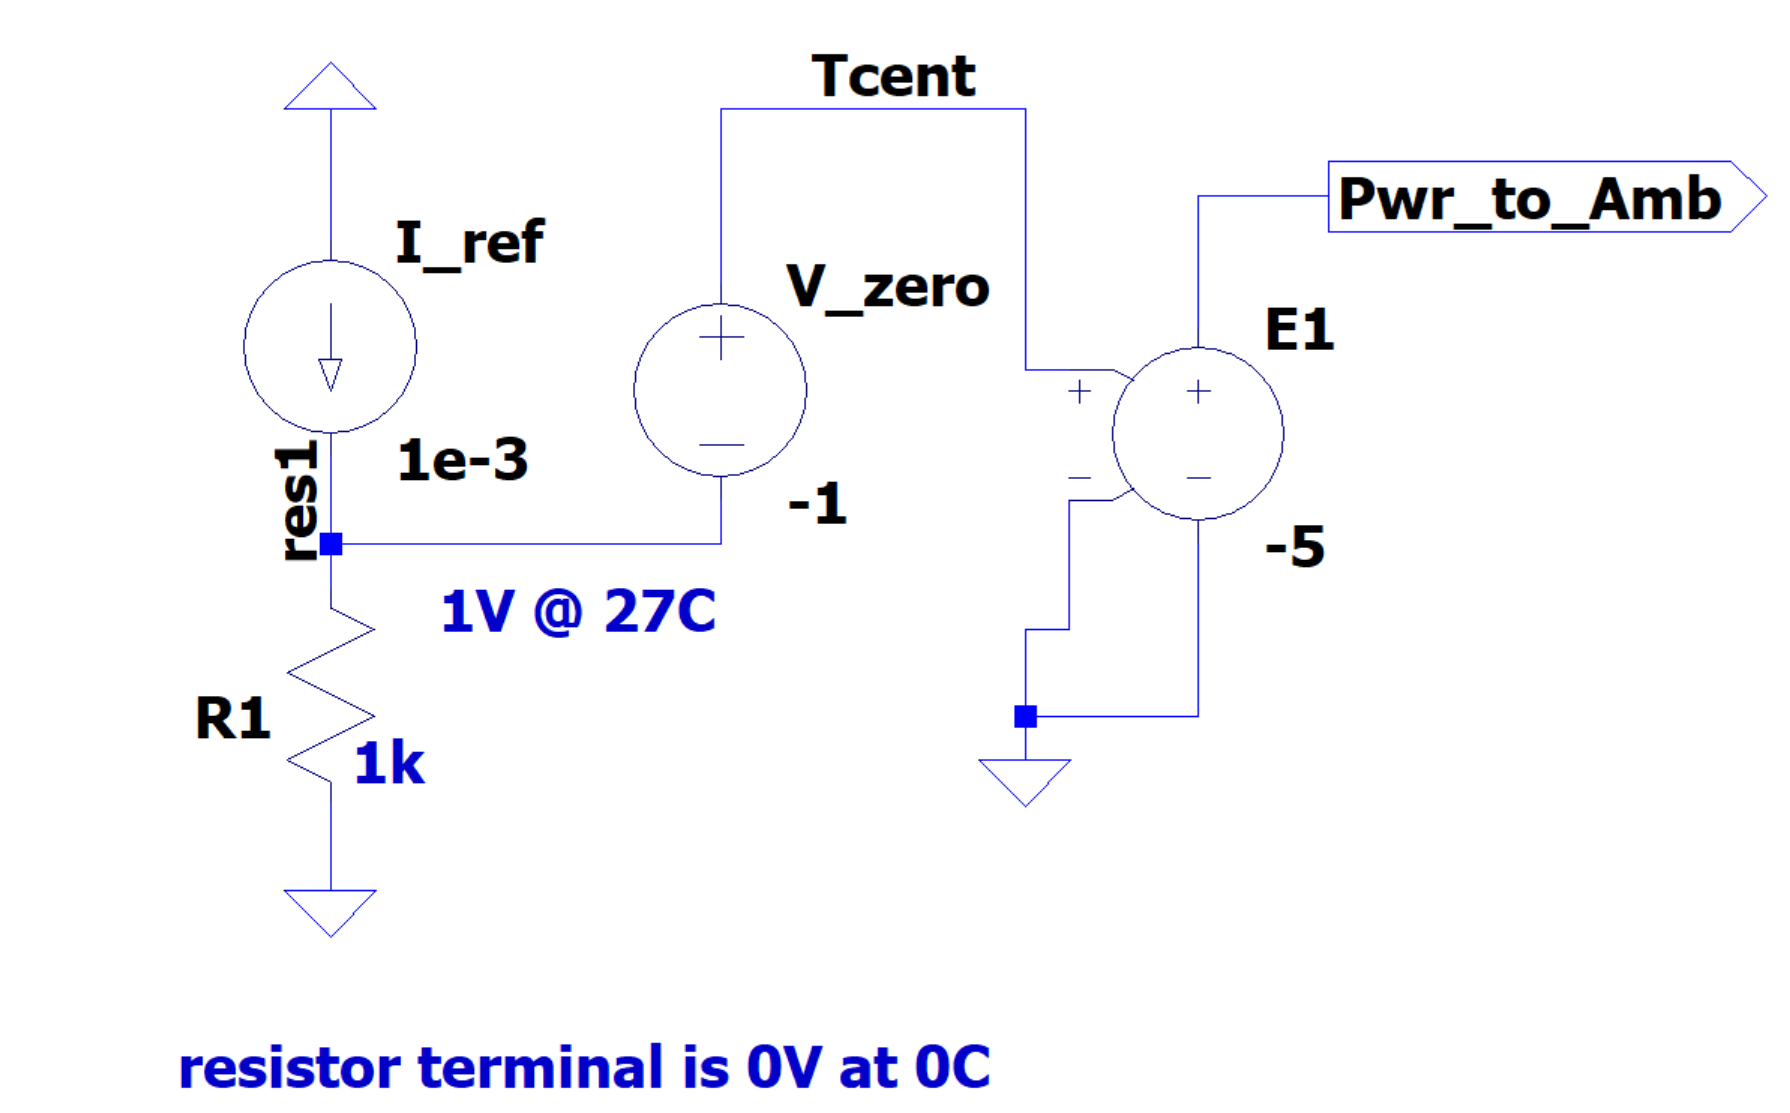 Tcent
Pwr_to_Amb
I_ref
V_zero
E1
1e-3
res1
-1
-5
1V @ 27C
R1
1k
resistor terminal is 0V at 0C